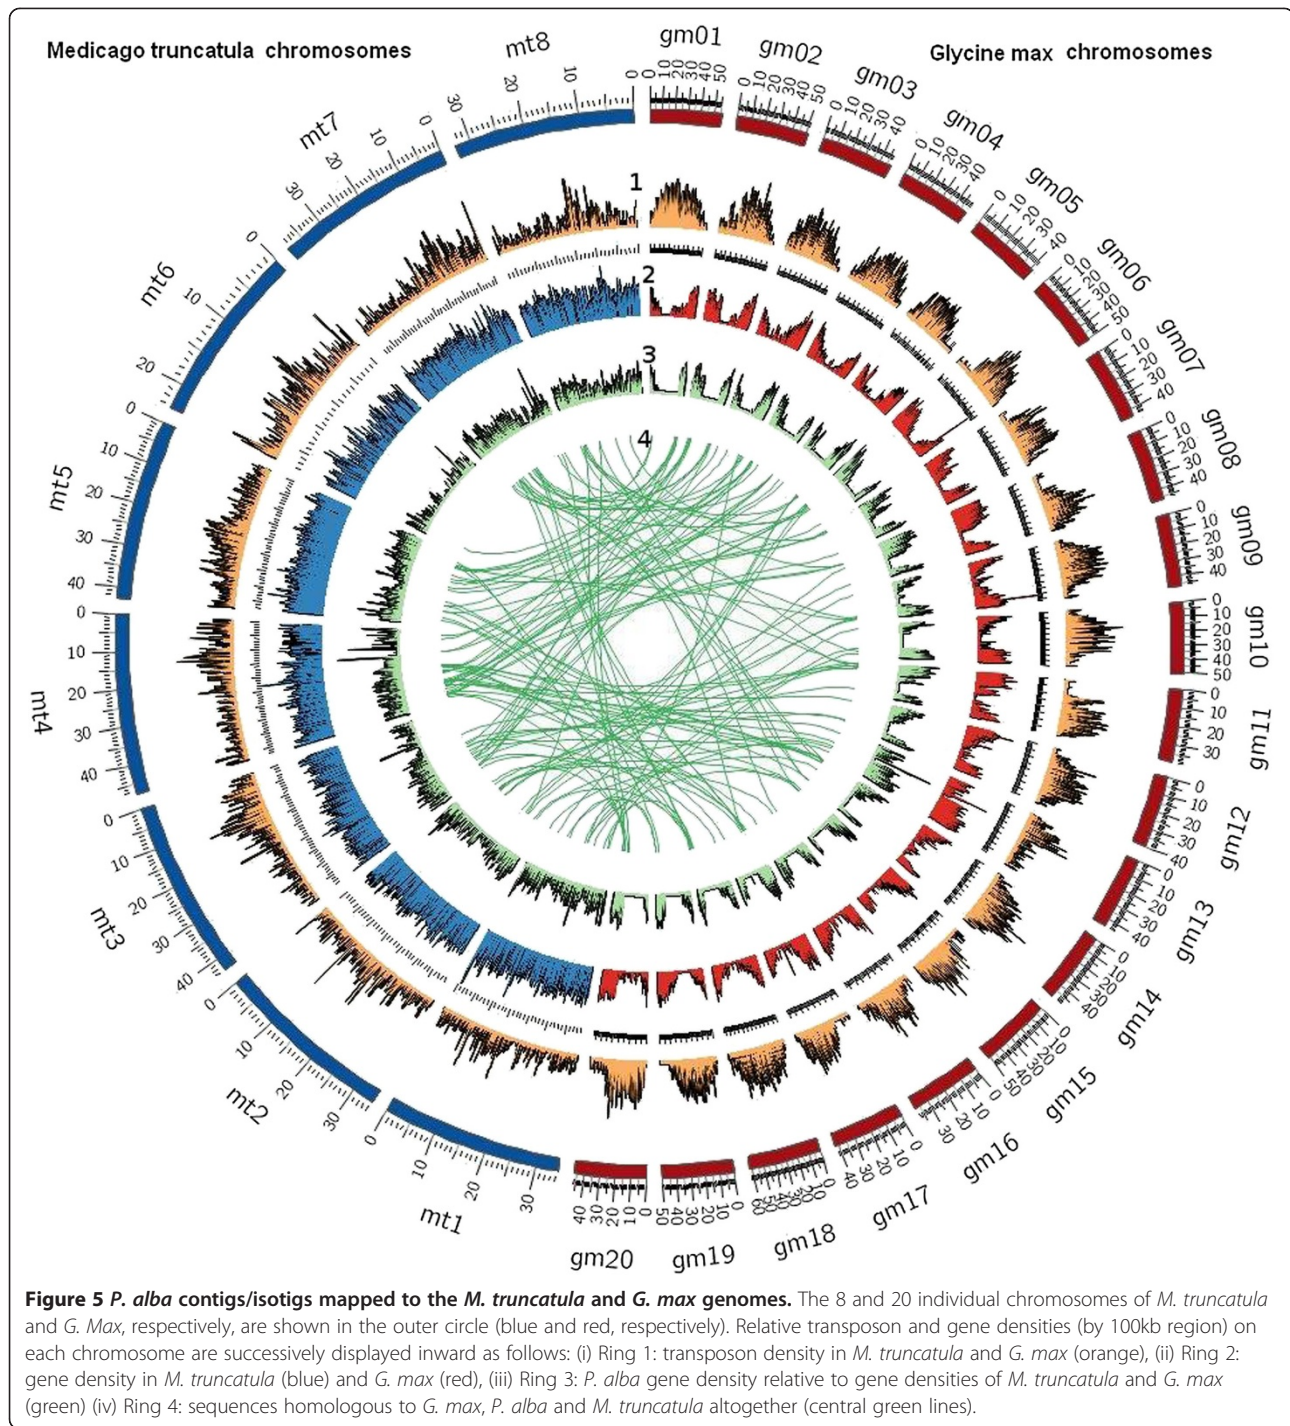 Medicago truncatula chromosomes
Glycine max chromosomes
mt8
gm01
gm02
gm03
gm04
gm05
gm06
gm07
gm08
gm09
gm10
gm11
gm12
gm13
gm14
gm15
gm16
gm17
gm18
gm19
gm20
mt1
mt2
mt3
mt4
mt5
mt6
mt7
1
2
3
4
Figure 5 P. alba contigs/isotigs mapped to the M. truncatula and G. max genomes. The 8 and 20 individual chromosomes of M. truncatula
and G. Max, respectively, are shown in the outer circle (blue and red, respectively). Relative transposon and gene densities (by 100kb region) on
each chromosome are successively displayed inward as follows: (i) Ring 1: transposon density in M. truncatula and G. max (orange), (ii) Ring 2:
gene density in M. truncatula (blue) and G. max (red), (iii) Ring 3: P. alba gene density relative to gene densities of M. truncatula and G. max
(green) (iv) Ring 4: sequences homologous to G. max, P. alba and M. truncatula altogether (central green lines).